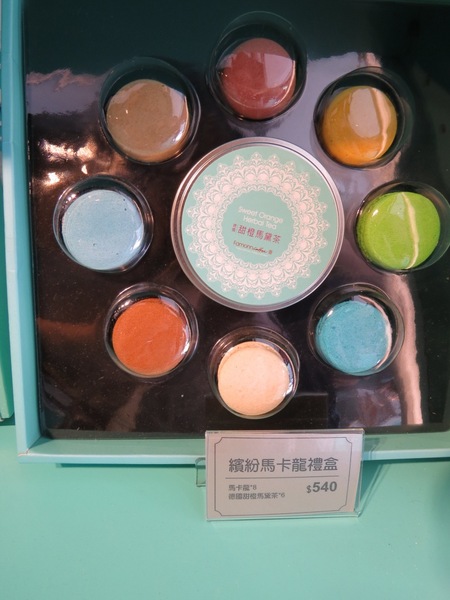 Sweet Orange
Herbal Tea
甜橙馬黛茶
繽紛馬卡龍禮盒
馬卡龍*8
德國甜橙馬黛茶*6
$540